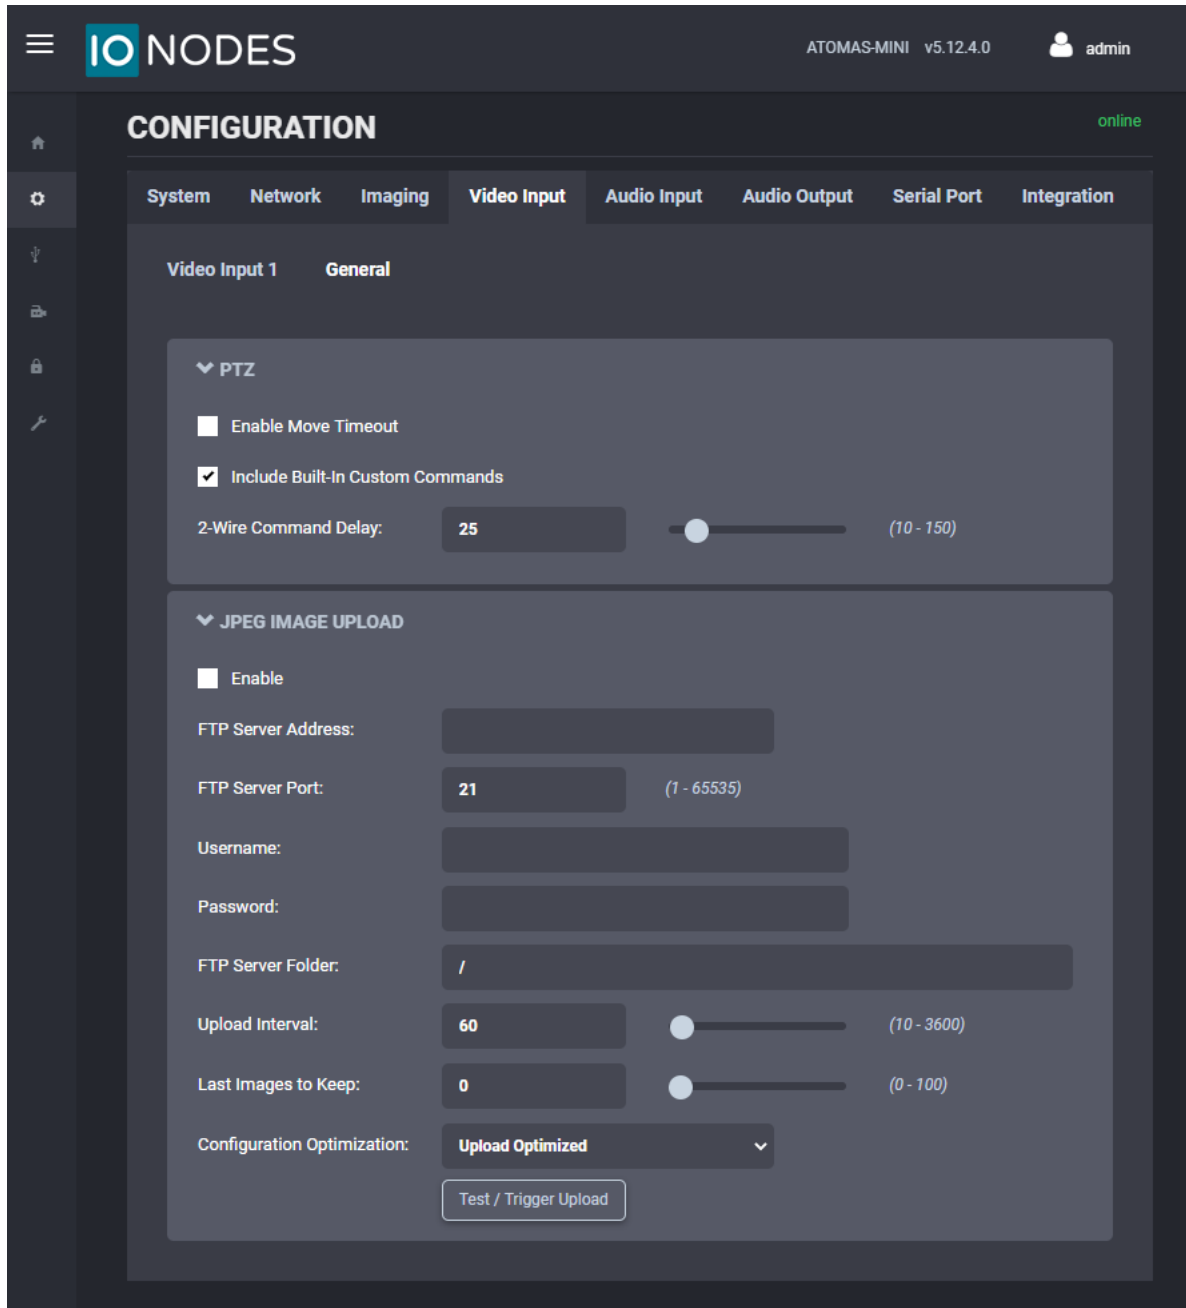 IO NODES ATOMAS-MINI v5.12.4.0 admin
CONFIGURATION online
System Network Imaging Video Input Audio Input Audio Output Serial Port Integration
Video Input 1 General
PTZ
Enable Move Timeout
Include Built-In Custom Commands
2-Wire Command Delay: 25 (10 - 150)
JPEG IMAGE UPLOAD
Enable
FTP Server Address:
FTP Server Port: 21 (1 - 65535)
Username:
Password:
FTP Server Folder: /
Upload Interval: 60 (10 - 3600)
Last Images to Keep: 0 (0 - 100)
Configuration Optimization: Upload Optimized
Test / Trigger Upload